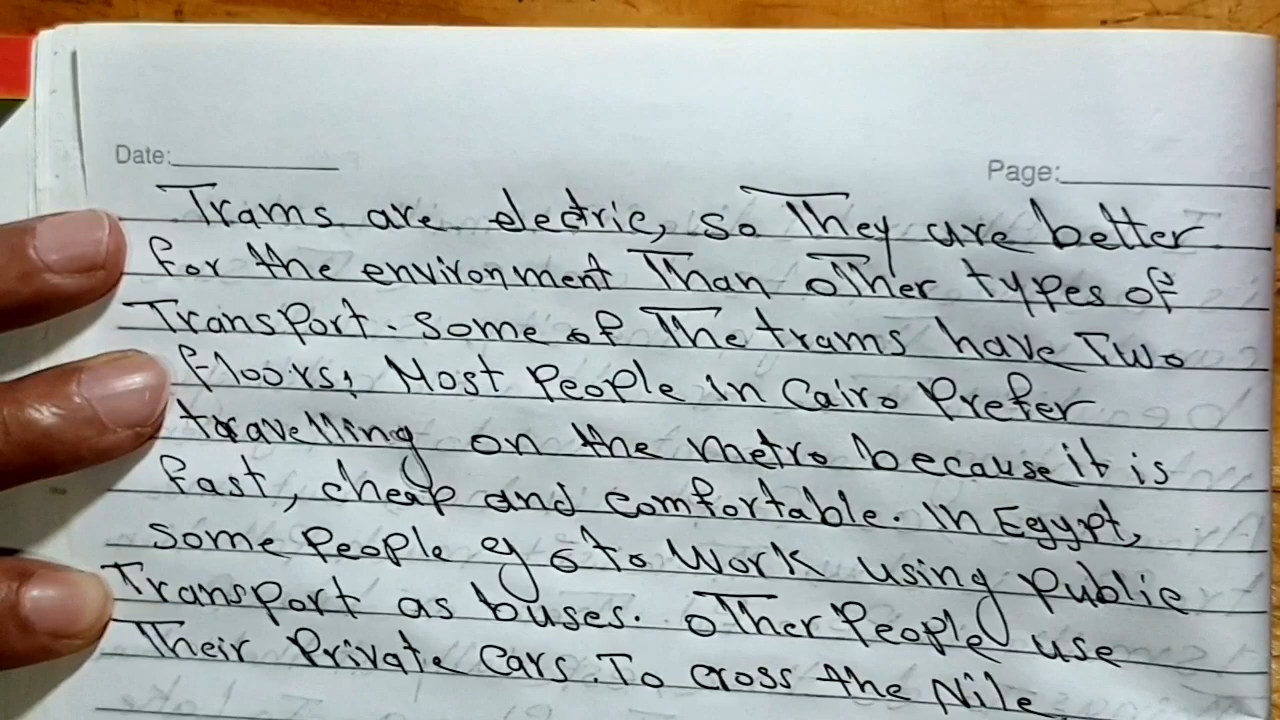 Date:
Page:
Trams are electric, so They are better
for the environment Than other types of
Transport. some of The trams have Two
floors, Most People in Cairo Prefer
travelling on the metro because it is
fast, cheap and comfortable. In Egypt,
some people go to work using public
Transport as buses. other People use
Their Private Cars. To cross the Nile